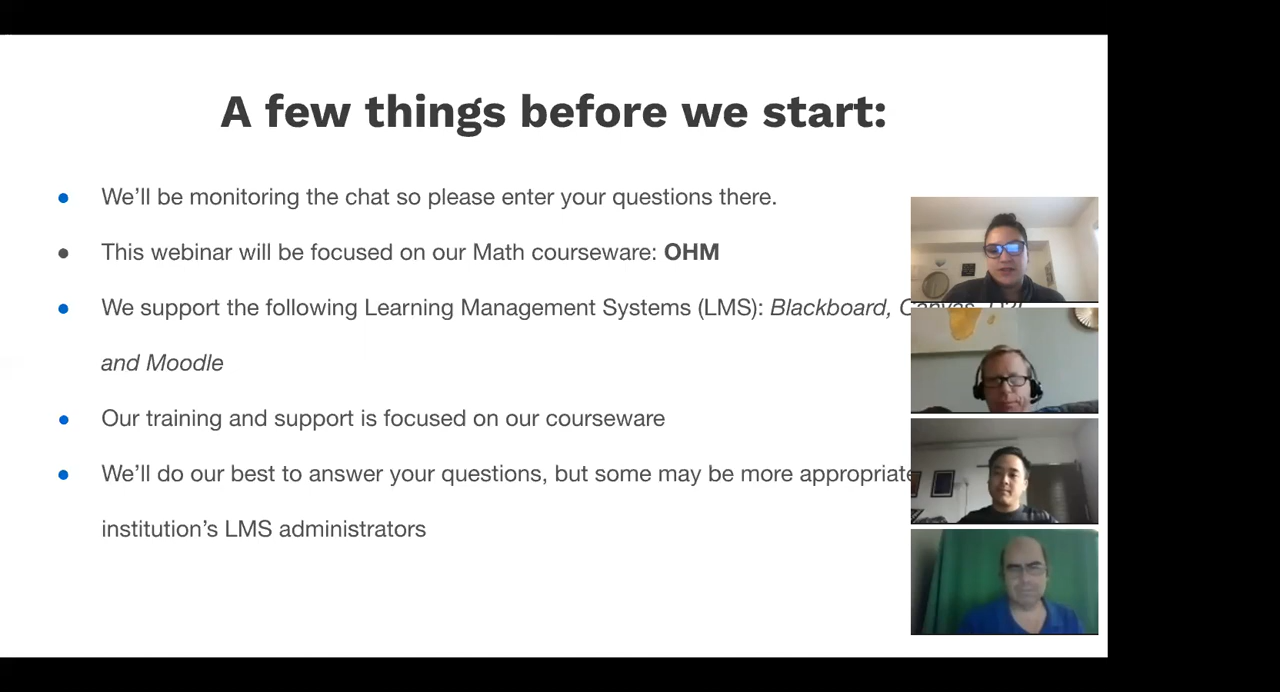 A few things before we start:
We'll be monitoring the chat so please enter your questions there.
This webinar will be focused on our Math courseware: OHM
We support the following Learning Management Systems (LMS): Blackboard, Canvas, D2L
and Moodle
Our training and support is focused on our courseware
We'll do our best to answer your questions, but some may be more appropriate
institution's LMS administrators